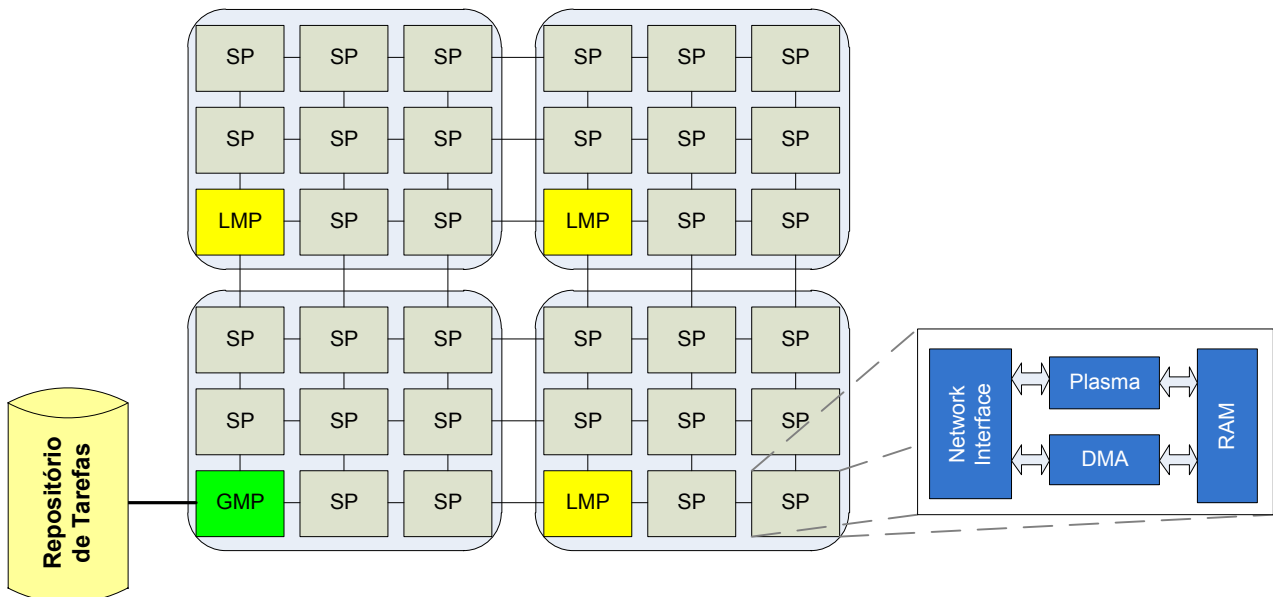 SP SP SP SP SP SP
SP SP SP SP SP SP
LMP SP SP LMP SP SP
SP SP SP SP SP SP
SP SP SP SP SP SP
GMP SP SP LMP SP SP
Repositório
de Tarefas
Network
Interface
Plasma
DMA
RAM